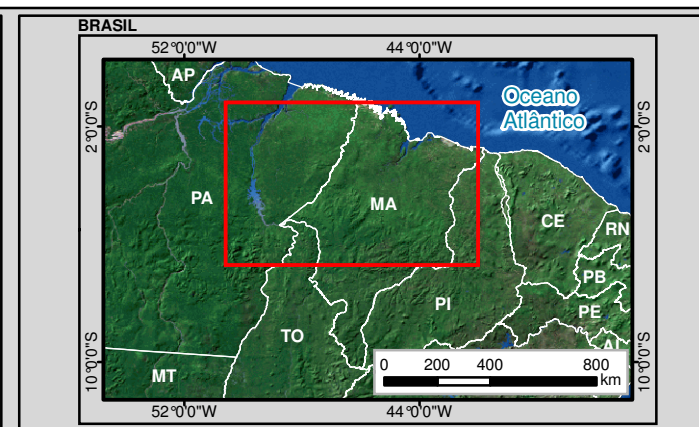 BRASIL
52°0'0"W 44°0'0"W
AP
Oceano
Atlântico
2°0'0"S 2°0'0"S
PA
MA
CE
RN
PB
PI
PE
TO
AL
MT
0 200 400 800
km
10°0'0"S 10°0'0"S
52°0'0"W 44°0'0"W